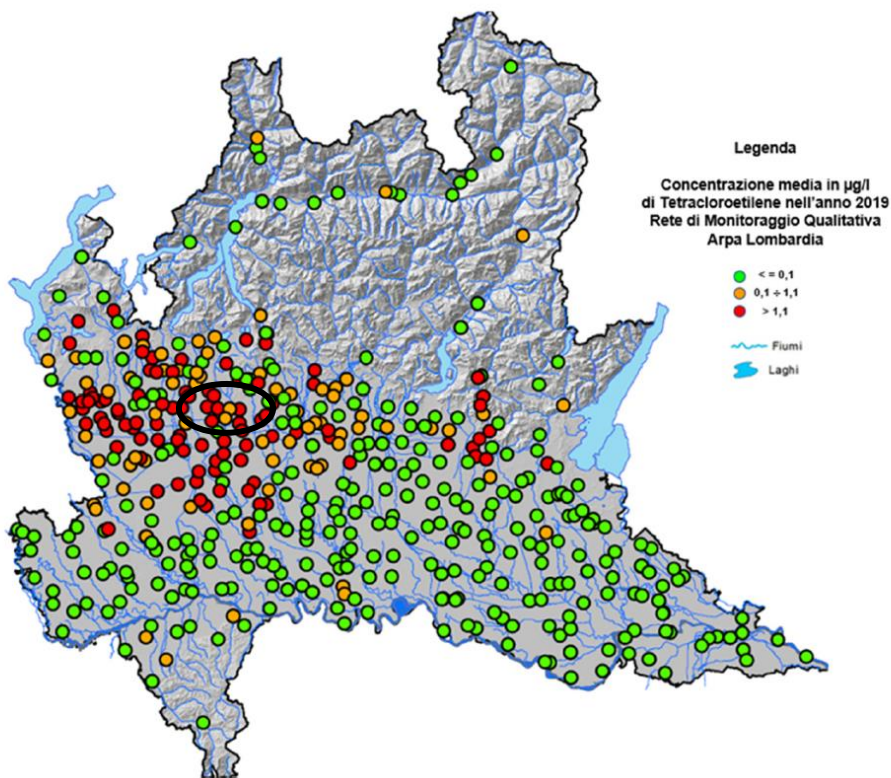 Legenda
Concentrazione media in µg/l
di Tetracloroetilene nell'anno 2019
Rete di Monitoraggio Qualitativa
Arpa Lombardia
< = 0,1
0,1 ÷ 1,1
> 1,1
Fiumi
Laghi